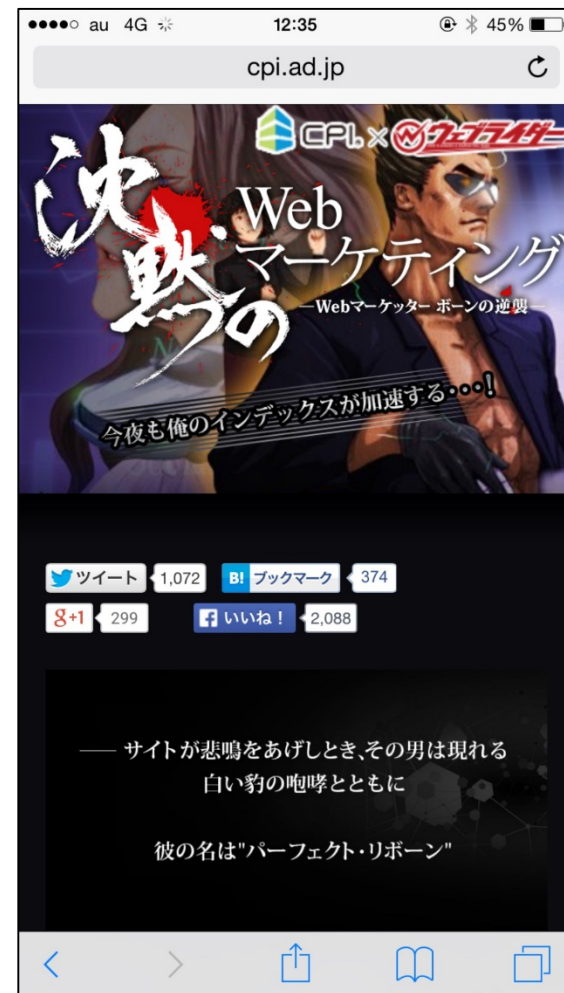 au 4G 12:35 45%
cpi.ad.jp
CPI × ウェブライダー
沈黙の
Web
マーケティング
—Webマーケッター ボーンの逆襲—
今夜も俺のインデックスが加速する・・・!
ツイート 1,072 B! ブックマーク 374
g+1 299 いいね! 2,088
—— サイトが悲鳴をあげしとき、その男は現れる
白い豹の咆哮とともに
彼の名は"パーフェクト・リボーン"